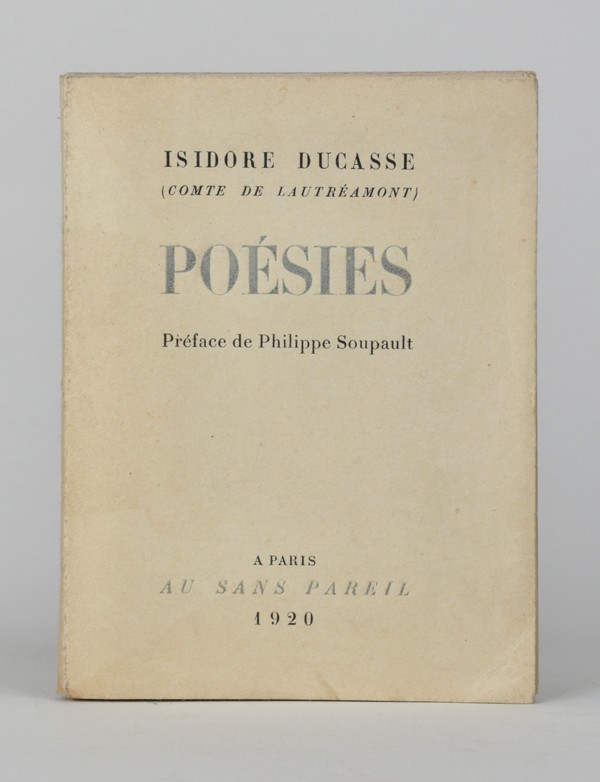 ISIDORE DUCASSE
(COMTE DE LAUTRÉAMONT)
POÉSIES
Préface de Philippe Soupault
A PARIS
AU SANS PAREIL
1920